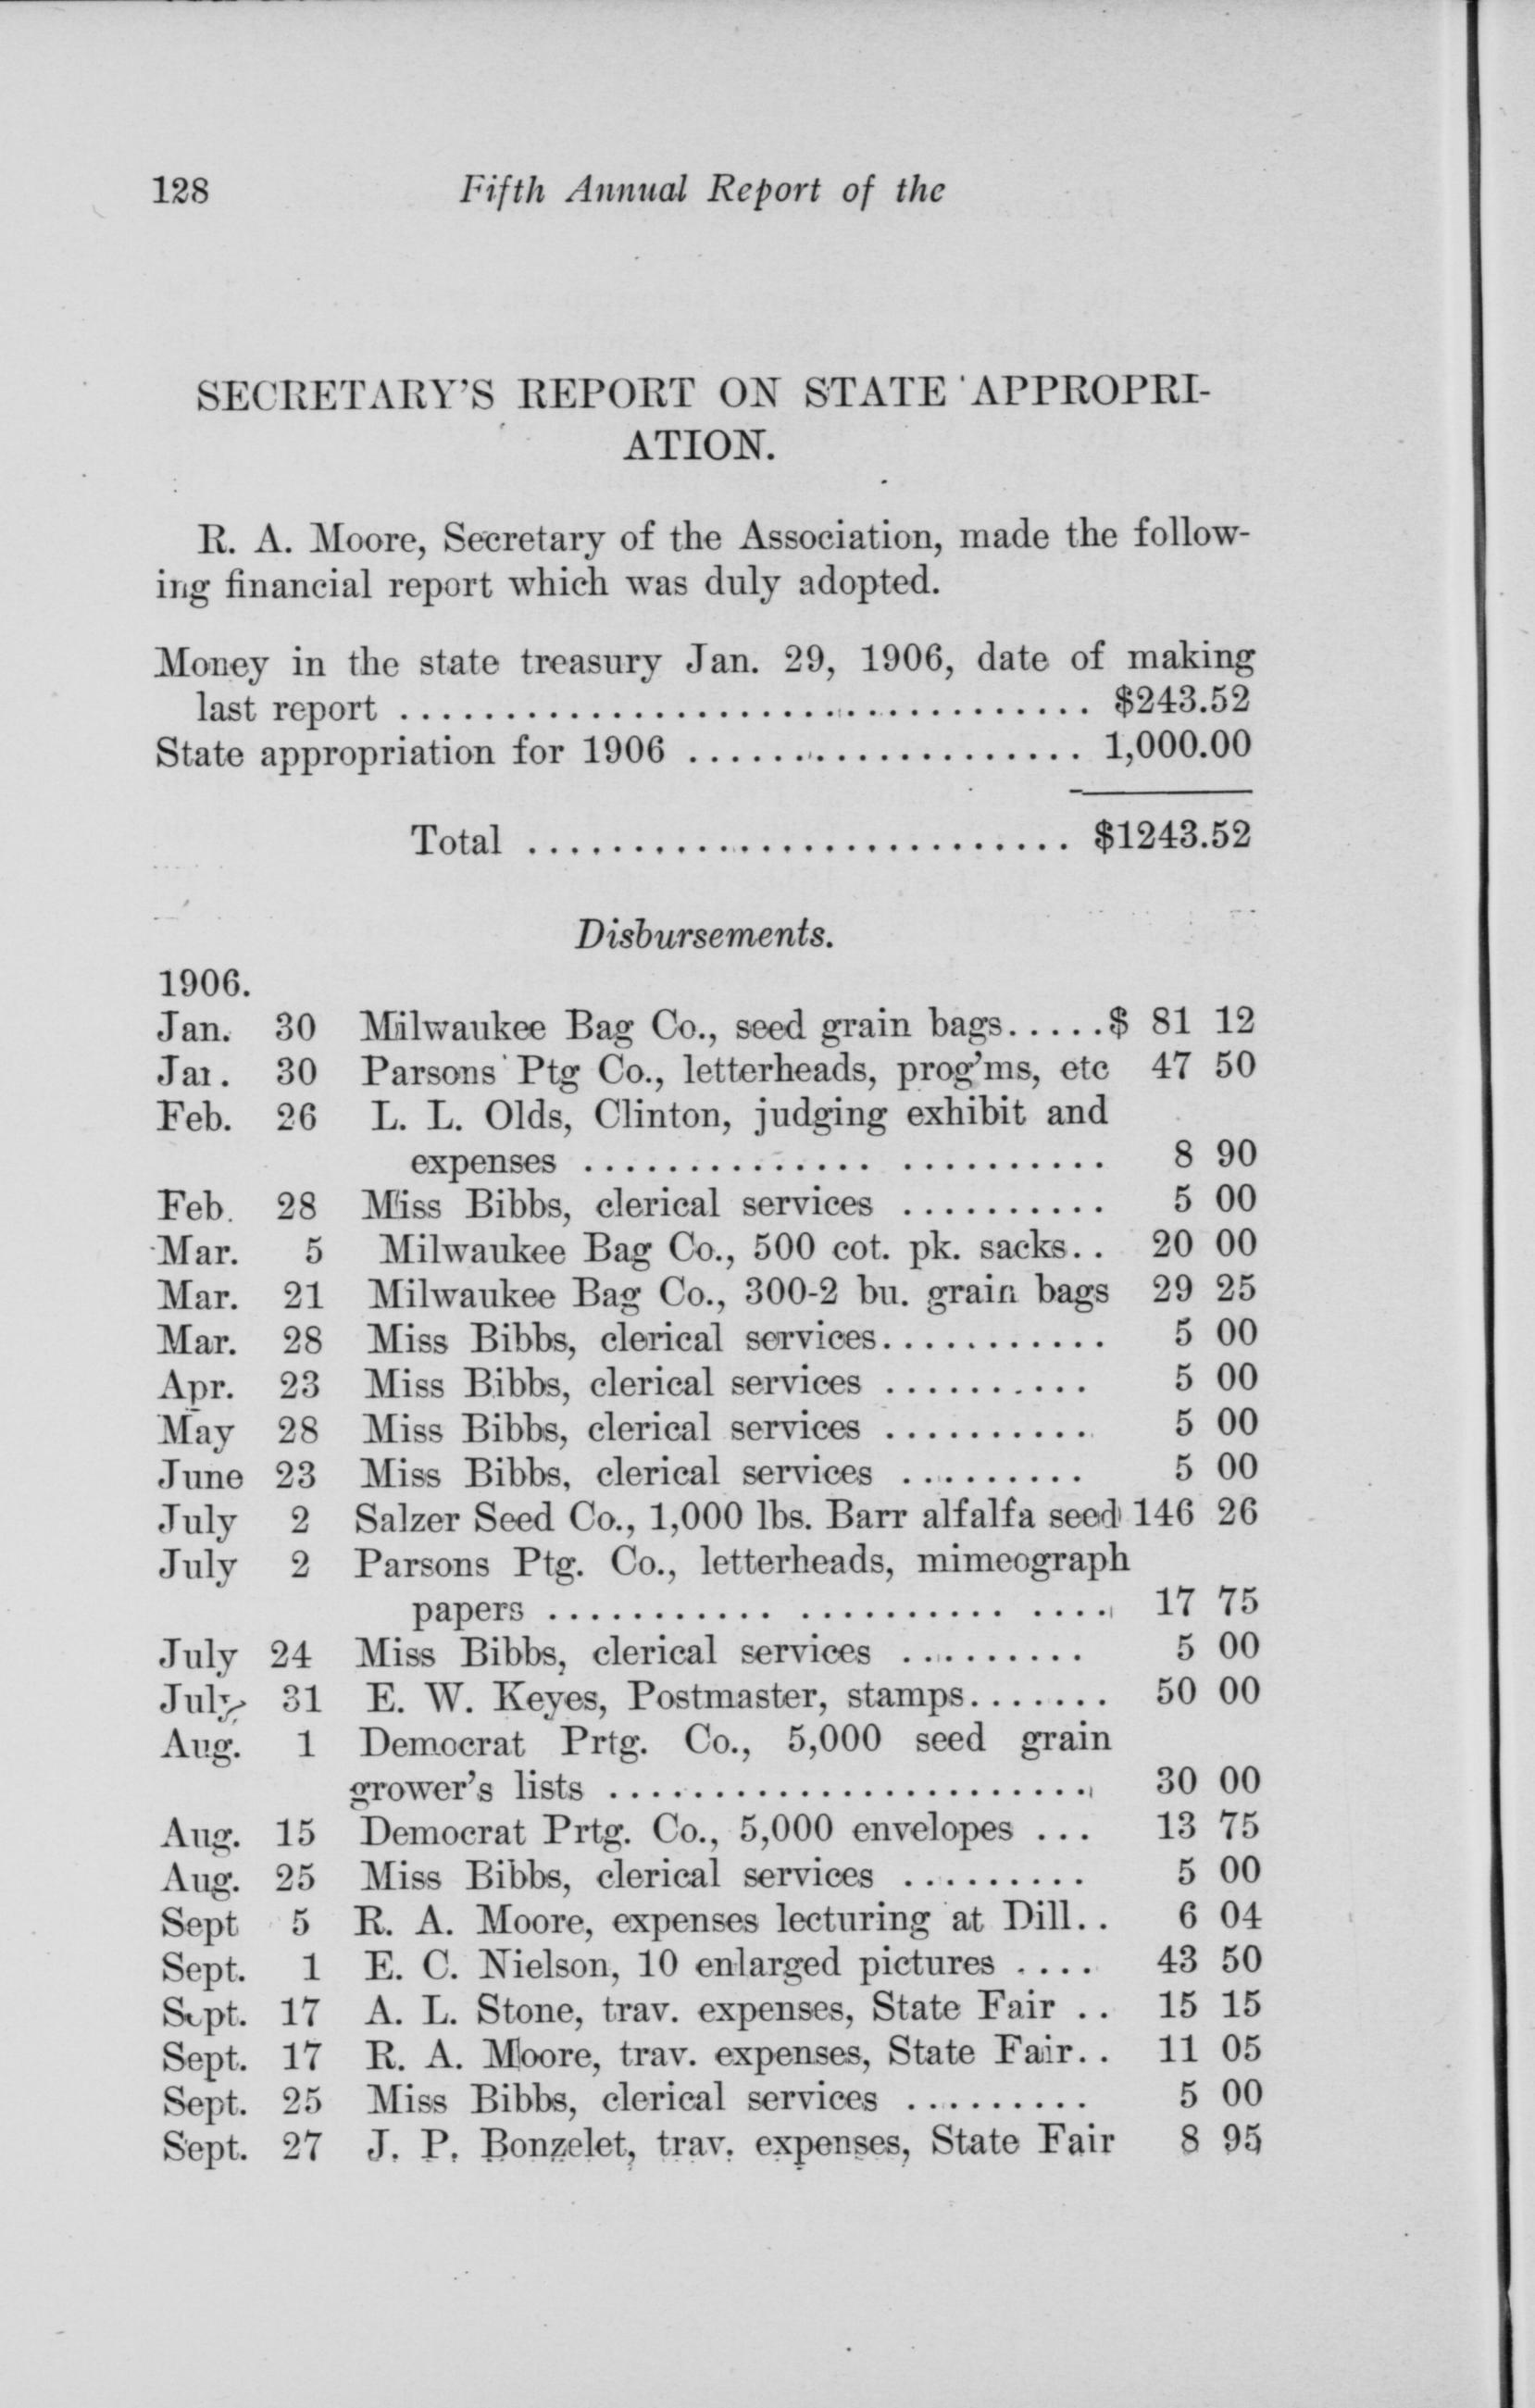 128 Fifth Annual Report of the
SECRETARY'S REPORT ON STATE APPROPRI-
ATION.
R. A. Moore, Secretary of the Association, made the follow-
ing financial report which was duly adopted.
Money in the state treasury Jan. 29, 1906, date of making
last report .................................. $243.52
State appropriation for 1906 ................... 1,000.00
Total .......................... $1243.52
Disbursements.
1906.
Jan. 30 Milwaukee Bag Co., seed grain bags.....$ 81 12
Jan. 30 Parsons Ptg Co., letterheads, prog'ms, etc 47 50
Feb. 26 L. L. Olds, Clinton, judging exhibit and
expenses ........................ 8 90
Feb. 28 Miss Bibbs, clerical services .......... 5 00
Mar. 5 Milwaukee Bag Co., 500 cot. pk. sacks.. 20 00
Mar. 21 Milwaukee Bag Co., 300-2 bu. grain bags 29 25
Mar. 28 Miss Bibbs, clerical services........... 5 00
Apr. 23 Miss Bibbs, clerical services .......... 5 00
May 28 Miss Bibbs, clerical services .......... 5 00
June 23 Miss Bibbs, clerical services ......... 5 00
July 2 Salzer Seed Co., 1,000 lbs. Barr alfalfa seed 146 26
July 2 Parsons Ptg. Co., letterheads, mimeograph
papers ......................... 17 75
July 24 Miss Bibbs, clerical services ......... 5 00
July 31 E. W. Keyes, Postmaster, stamps....... 50 00
Aug. 1 Democrat Prtg. Co., 5,000 seed grain
grower's lists ....................... 30 00
Aug. 15 Democrat Prtg. Co., 5,000 envelopes ... 13 75
Aug. 25 Miss Bibbs, clerical services ......... 5 00
Sept 5 R. A. Moore, expenses lecturing at Dill.. 6 04
Sept. 1 E. C. Nielson, 10 enlarged pictures .... 43 50
Sept. 17 A. L. Stone, trav. expenses, State Fair .. 15 15
Sept. 17 R. A. Moore, trav. expenses, State Fair.. 11 05
Sept. 25 Miss Bibbs, clerical services ......... 5 00
Sept. 27 J. P. Bonzelet, trav. expenses, State Fair 8 95